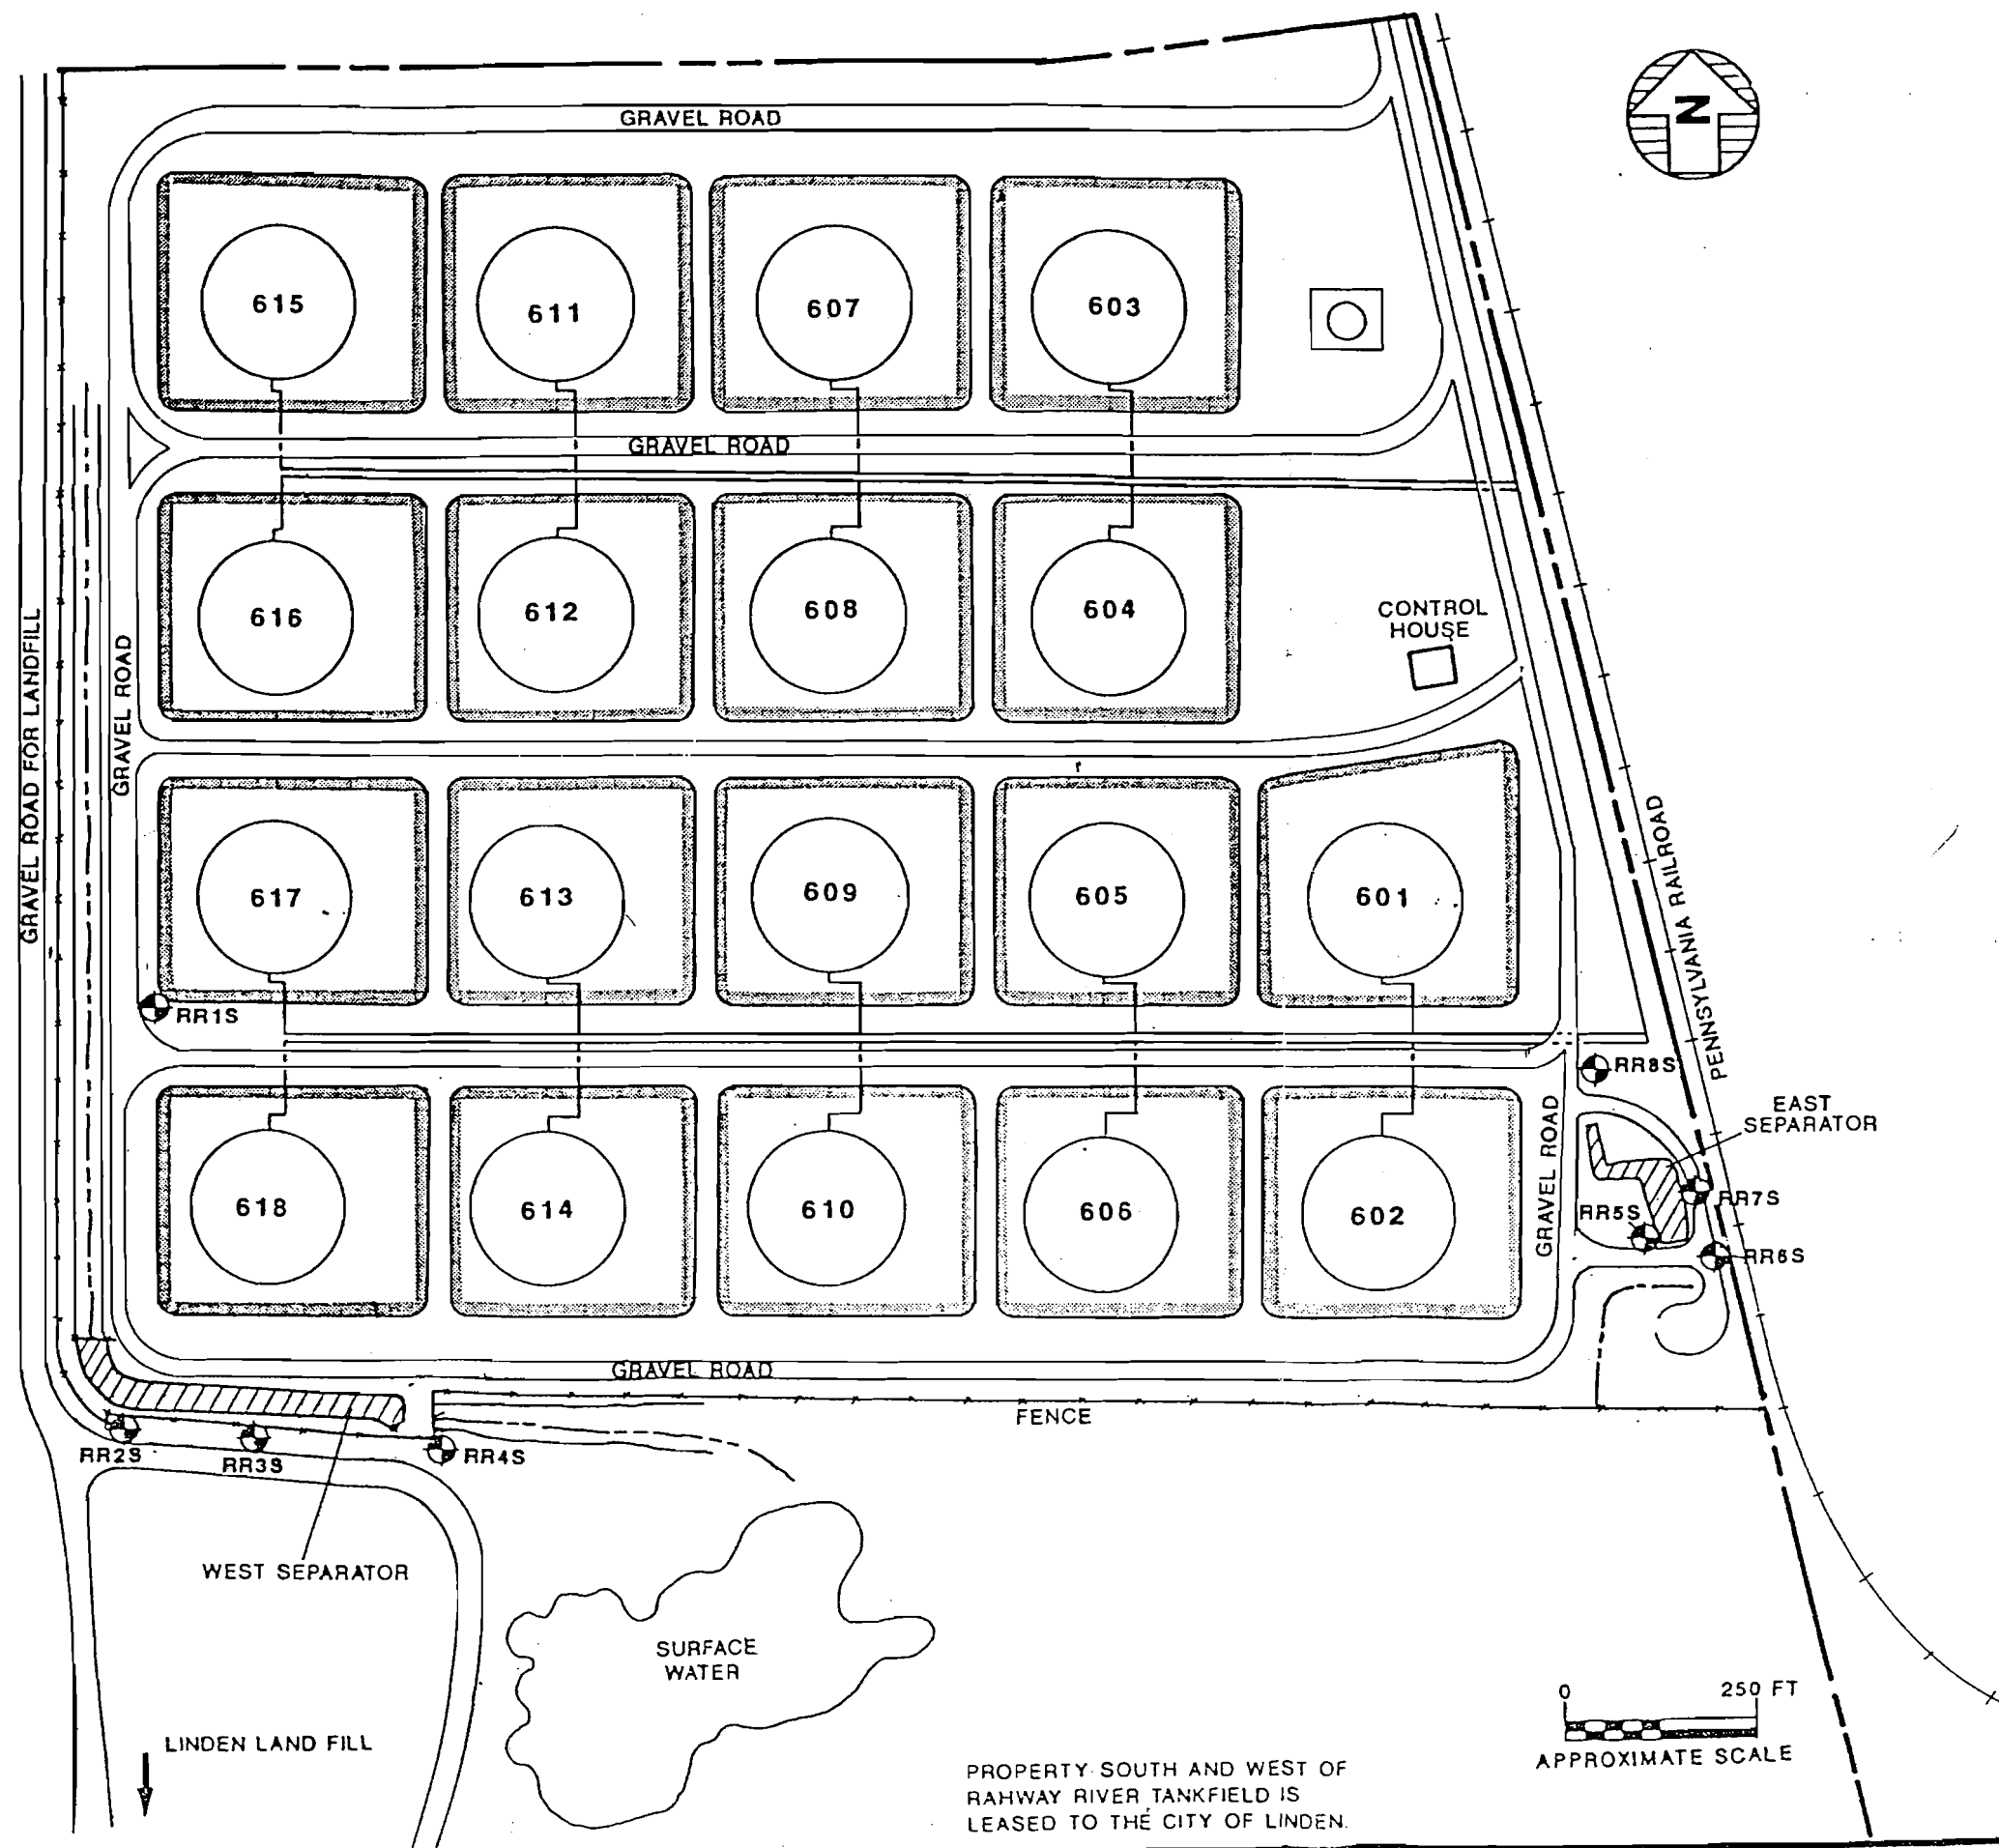 GRAVEL ROAD
N
615
611
607
603
GRAVEL ROAD
616
612
608
604
CONTROL
HOUSE
GRAVEL ROAD FOR LANDFILL
GRAVEL ROAD
617
613
609
605
601
PENNSYLVANIA RAILROAD
RR1S
RR8S
EAST
SEPARATOR
GRAVEL ROAD
618
614
610
606
602
RR7S
RR5S
RR6S
GRAVEL ROAD
FENCE
RR2S
RR3S
RR4S
WEST SEPARATOR
SURFACE
WATER
LINDEN LAND FILL
0 250 FT
APPROXIMATE SCALE
PROPERTY SOUTH AND WEST OF
RAHWAY RIVER TANKFIELD IS
LEASED TO THE CITY OF LINDEN.